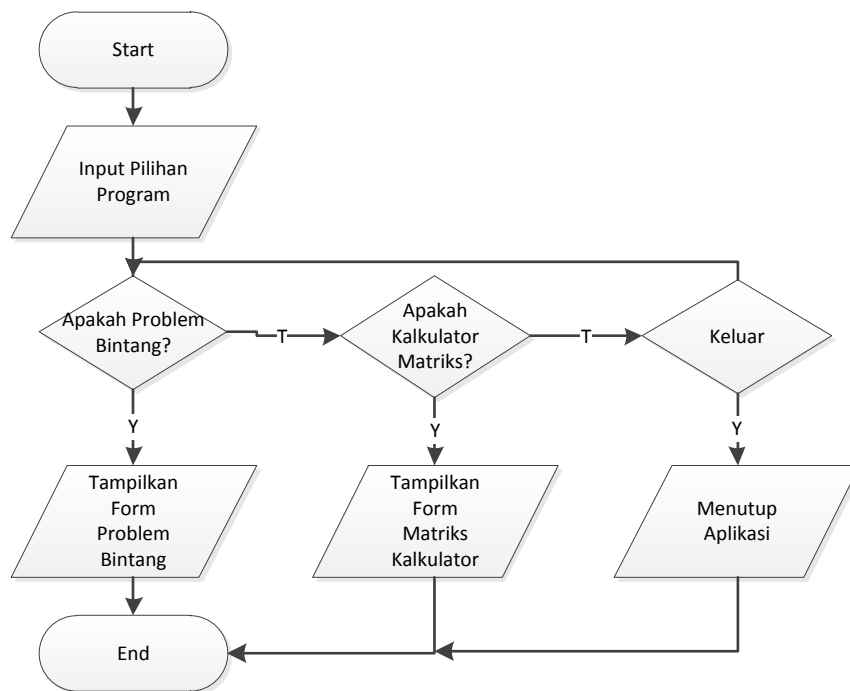 Start
Input Pilihan
Program
Apakah Problem
Bintang?
T
Apakah
Kalkulator
Matriks?
T
Keluar
Y
Y
Y
Tampilkan
Form
Problem
Bintang
Tampilkan
Form
Matriks
Kalkulator
Menutup
Aplikasi
End